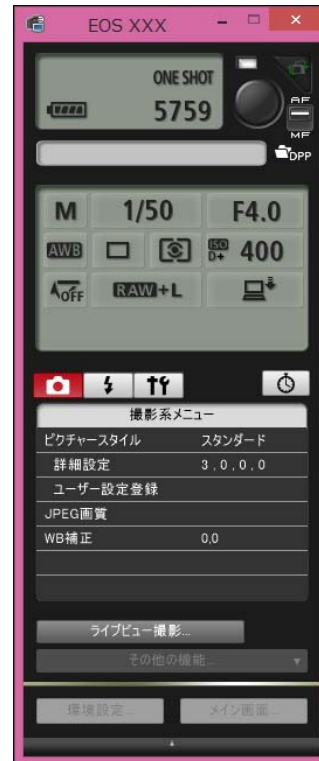 EOS XXX
ONE SHOT
5759
AF
MF
DPP
M 1/50 F4.0
AWB ISO D+ 400
OFF RAW+L
撮影系メニュー
ピクチャースタイル スタンダード
詳細設定 3,0,0,0
ユーザー設定登録
JPEG画質
WB補正 0,0
ライブビュー撮影...
その他の機能...
環境設定... メイン画面...